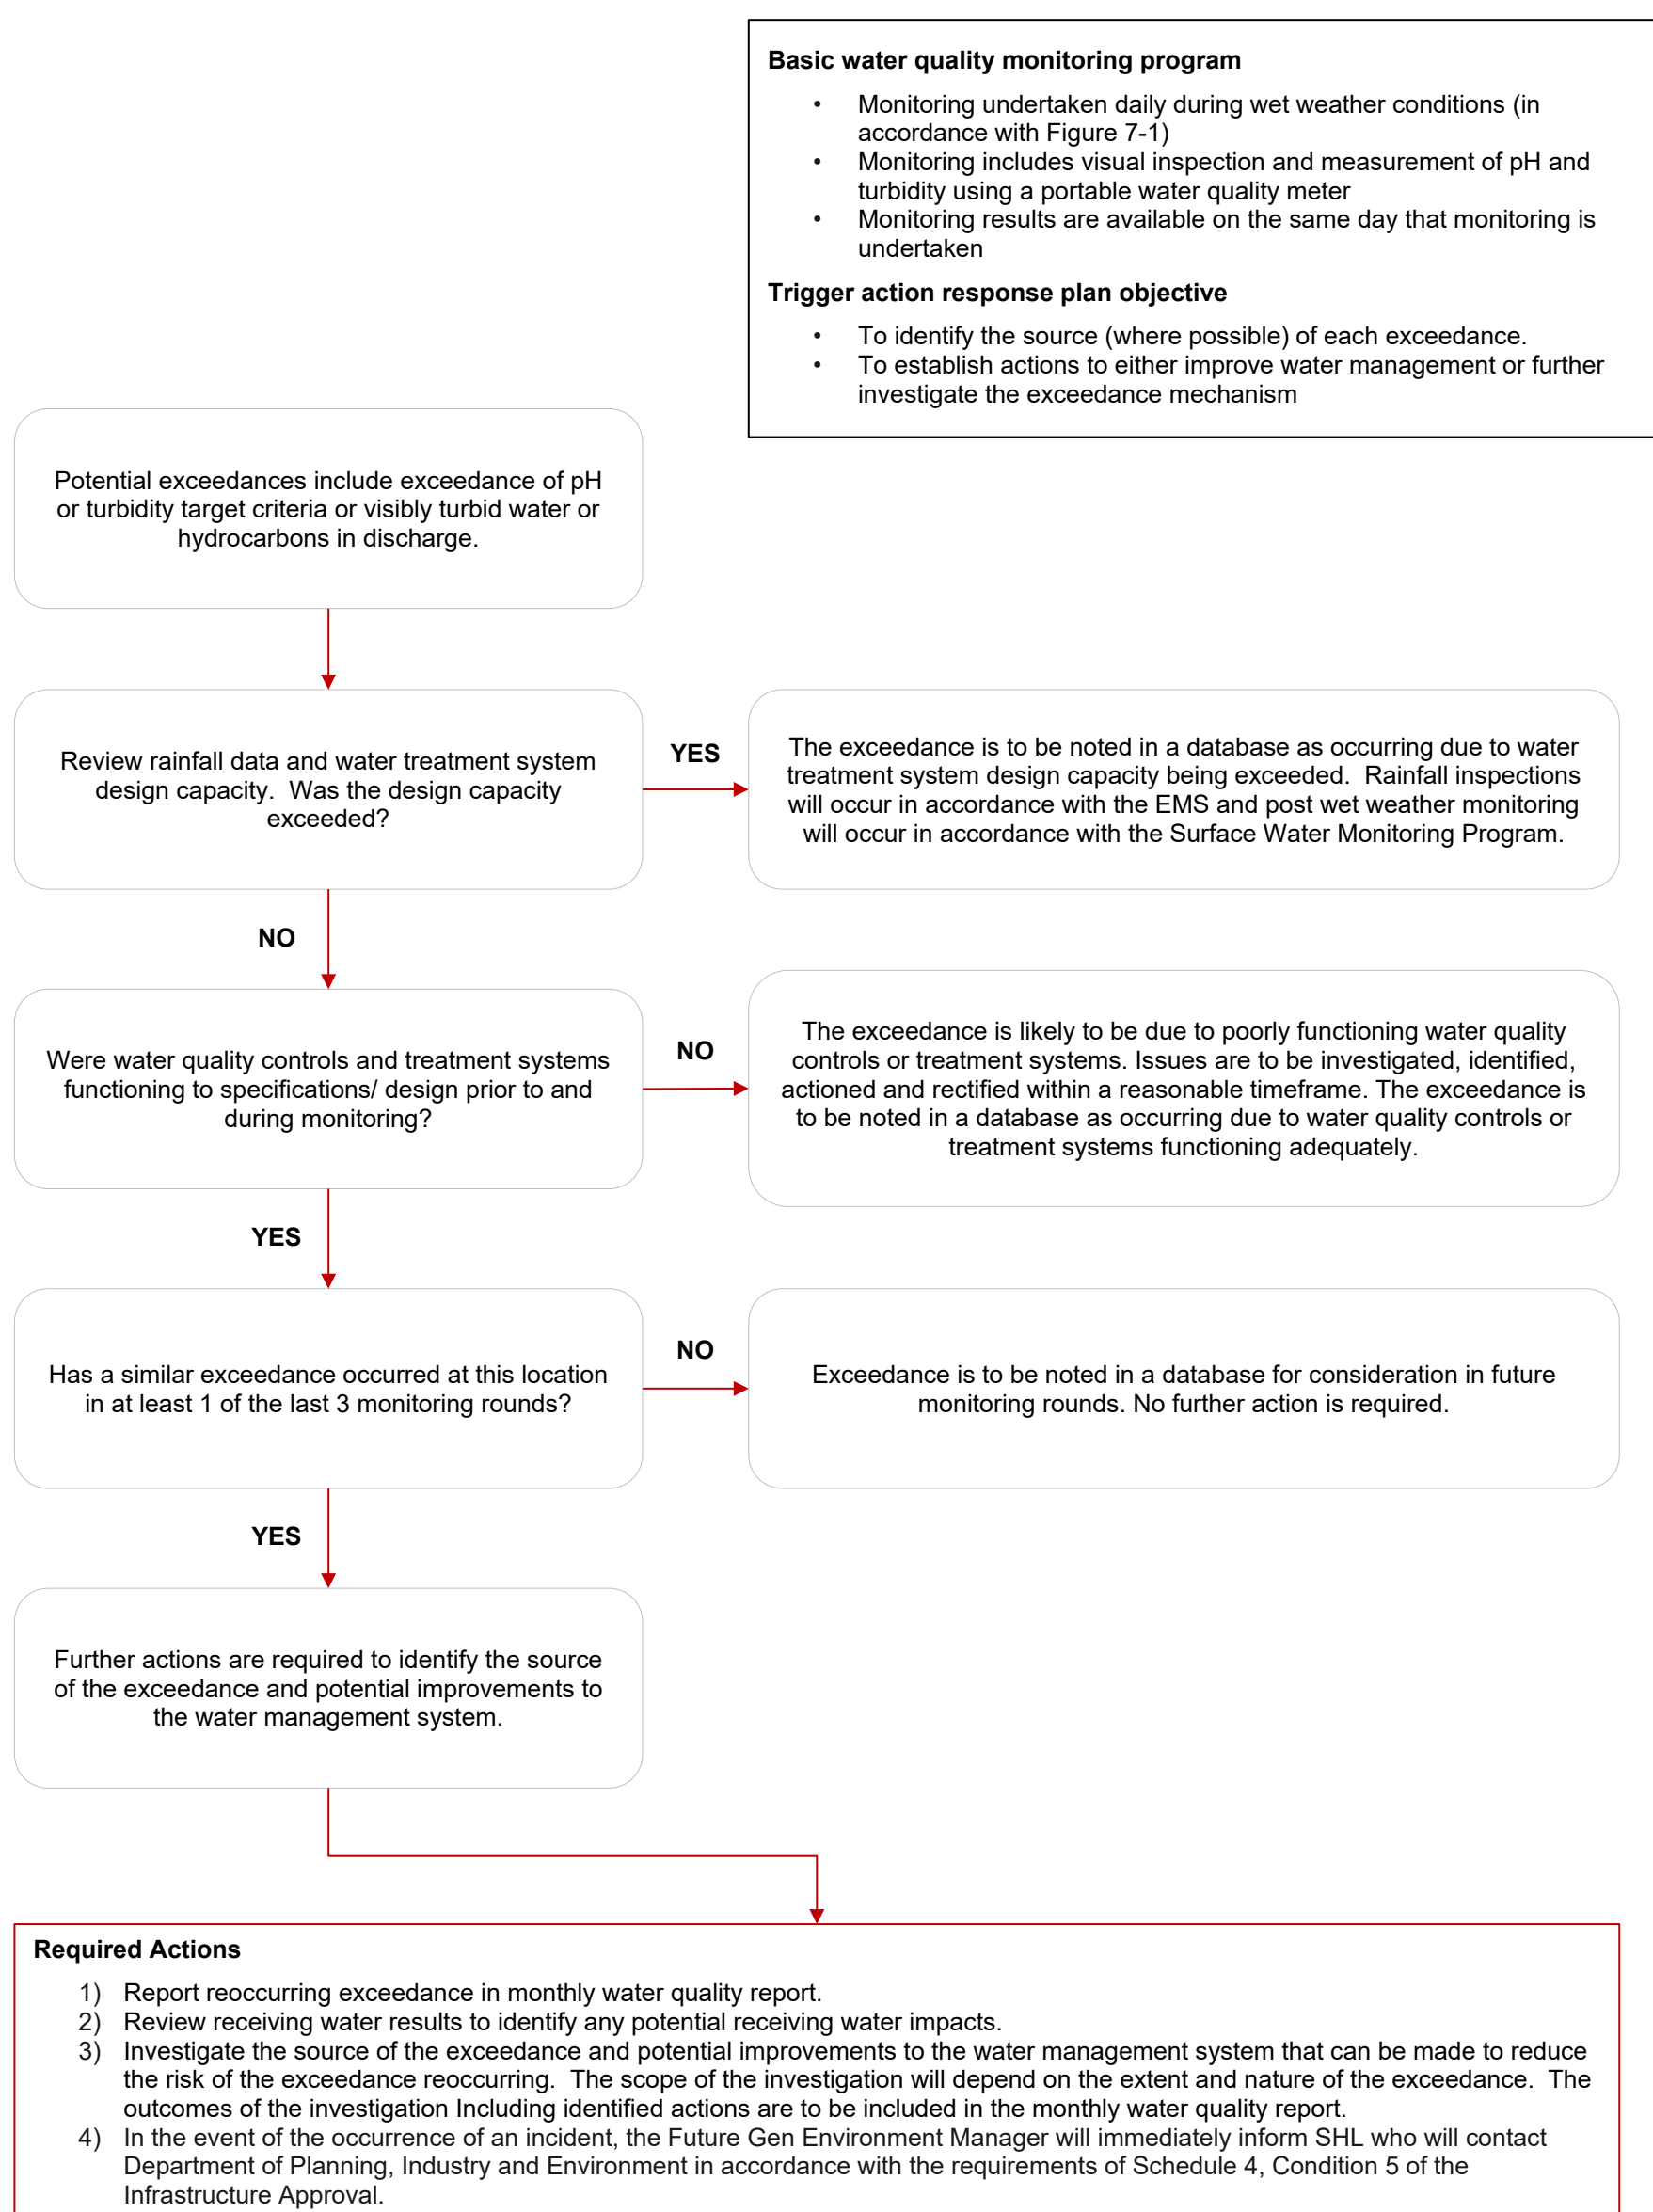 Basic water quality monitoring program
• Monitoring undertaken daily during wet weather conditions (in
accordance with Figure 7-1)
• Monitoring includes visual inspection and measurement of pH and
turbidity using a portable water quality meter
• Monitoring results are available on the same day that monitoring is
undertaken
Trigger action response plan objective
• To identify the source (where possible) of each exceedance.
• To establish actions to either improve water management or further
investigate the exceedance mechanism
Potential exceedances include exceedance of pH
or turbidity target criteria or visibly turbid water or
hydrocarbons in discharge.
Review rainfall data and water treatment system
design capacity.  Was the design capacity
exceeded?
YES
The exceedance is to be noted in a database as occurring due to water
treatment system design capacity being exceeded.  Rainfall inspections
will occur in accordance with the EMS and post wet weather monitoring
will occur in accordance with the Surface Water Monitoring Program.
NO
Were water quality controls and treatment systems
functioning to specifications/ design prior to and
during monitoring?
NO
The exceedance is likely to be due to poorly functioning water quality
controls or treatment systems. Issues are to be investigated, identified,
actioned and rectified within a reasonable timeframe. The exceedance is
to be noted in a database as occurring due to water quality controls or
treatment systems functioning adequately.
YES
Has a similar exceedance occurred at this location
in at least 1 of the last 3 monitoring rounds?
NO
Exceedance is to be noted in a database for consideration in future
monitoring rounds. No further action is required.
YES
Further actions are required to identify the source
of the exceedance and potential improvements to
the water management system.
Required Actions
1) Report reoccurring exceedance in monthly water quality report.
2) Review receiving water results to identify any potential receiving water impacts.
3) Investigate the source of the exceedance and potential improvements to the water management system that can be made to reduce
the risk of the exceedance reoccurring.  The scope of the investigation will depend on the extent and nature of the exceedance.  The
outcomes of the investigation Including identified actions are to be included in the monthly water quality report.
4) In the event of the occurrence of an incident, the Future Gen Environment Manager will immediately inform SHL who will contact
Department of Planning, Industry and Environment in accordance with the requirements of Schedule 4, Condition 5 of the
Infrastructure Approval.